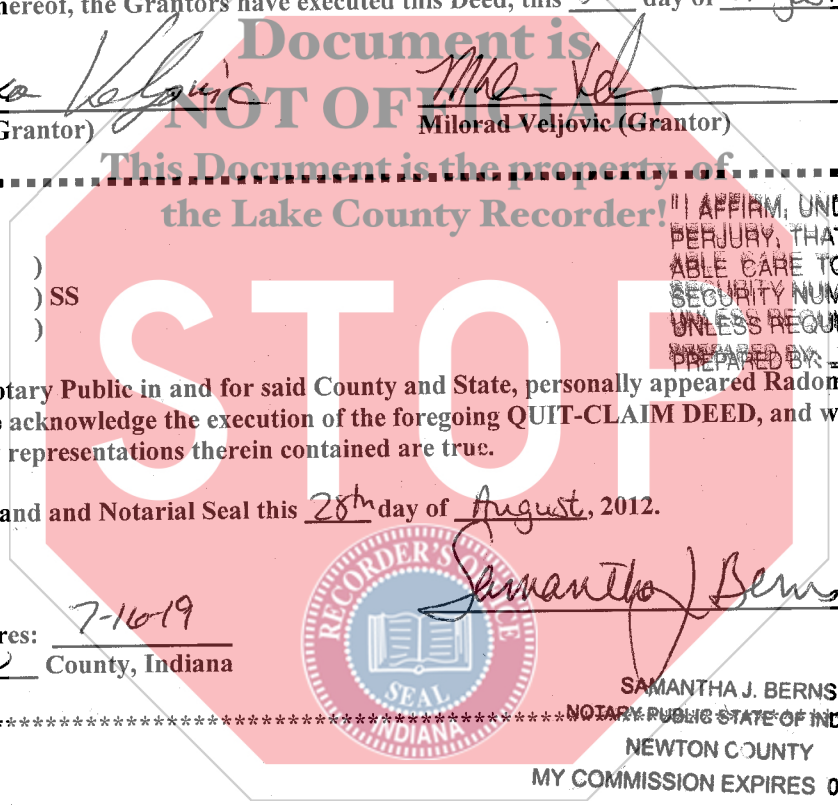 hereof, the Grantors have executed this Deed, this day of
Document is
NOT OFFICIAL!
Veljovic
Grantor)
Milorad Veljovic (Grantor)
This Document is the property of
the Lake County Recorder!
"I AFFIRM, UND
PERJURY, THAT
ABLE CARE TO
SECURITY NUM
UNLESS REQU
PREPARED BY:
)
) SS
)
STOP
otary Public in and for said County and State, personally appeared Radom
o acknowledge the execution of the foregoing QUIT-CLAIM DEED, and w
representations therein contained are true.
and and Notarial Seal this 28th day of August, 2012.
Samantha J Berns
res: 7-16-19
County, Indiana
RECORDER'S OFFICE
SEAL
INDIANA
SAMANTHA J. BERNS
NOTARY PUBLIC STATE OF IND
NEWTON COUNTY
MY COMMISSION EXPIRES 0